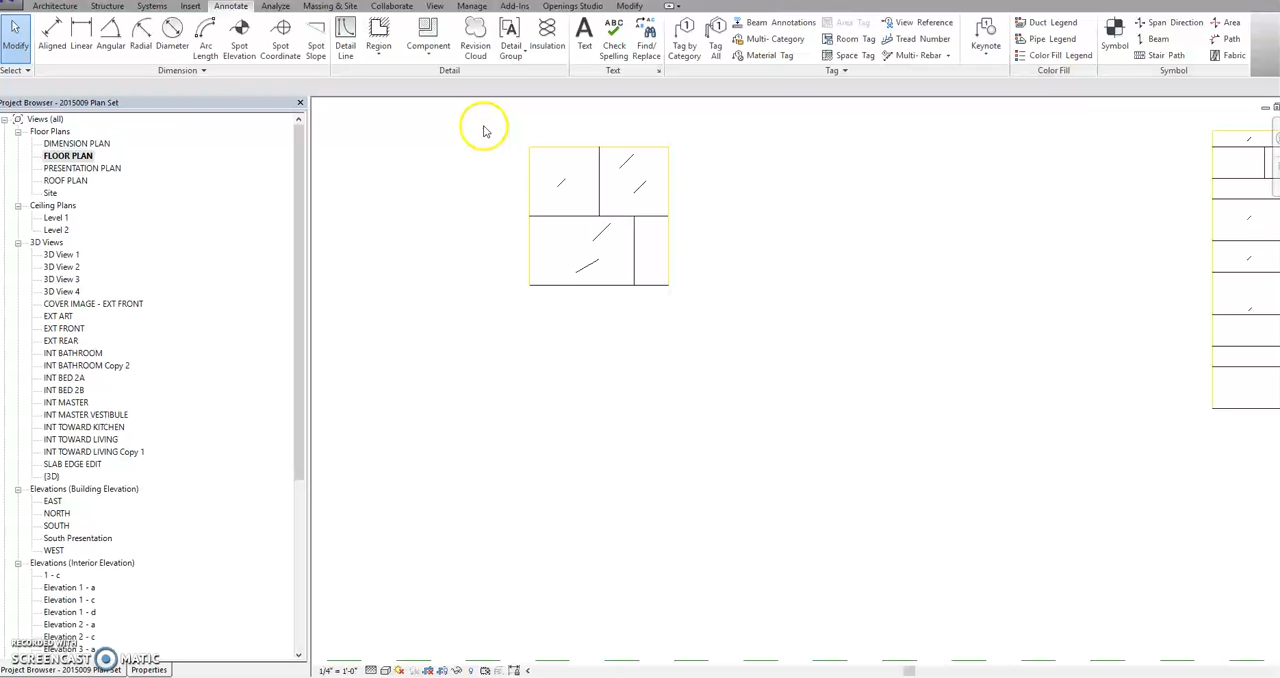 Architecture Structure Systems Insert Annotate Analyze Massing & Site Collaborate View Manage Add-Ins Openings Studio Modify
Modify
Aligned Linear Angular Radial Diameter Arc Length Spot Elevation Spot Coordinate Spot Slope
Detail Line Region Component Revision Cloud Detail Group Insulation
Text ABC Check Spelling Find/ Replace
Tag by Category Tag All Beam Annotations Multi- Category Material Tag
Area Tag Room Tag Space Tag
View Reference Tread Number Multi- Rebar
Keynote
Duct Legend Pipe Legend Color Fill Legend
Symbol Span Direction Beam Stair Path
Area Path Fabric
Select Dimension Detail Text Tag Color Fill Symbol
Project Browser - 2015009 Plan Set
Views (all)
Floor Plans
DIMENSION PLAN
FLOOR PLAN
PRESENTATION PLAN
ROOF PLAN
Site
Ceiling Plans
Level 1
Level 2
3D Views
3D View 1
3D View 2
3D View 3
3D View 4
COVER IMAGE - EXT FRONT
EXT ART
EXT FRONT
EXT REAR
INT BATHROOM
INT BATHROOM Copy 2
INT BED 2A
INT BED 2B
INT MASTER
INT MASTER VESTIBULE
INT TOWARD KITCHEN
INT TOWARD LIVING
INT TOWARD LIVING Copy 1
SLAB EDGE EDIT
{3D}
Elevations (Building Elevation)
EAST
NORTH
SOUTH
South Presentation
WEST
Elevations (Interior Elevation)
1 - c
Elevation 1 - a
Elevation 1 - c
Elevation 1 - d
Elevation 2 - a
Elevation 2 - c
RECORDED WITH
SCREENCAST MATIC
Project Browser - 2015009 Plan Set Properties
1/4" = 1'-0"